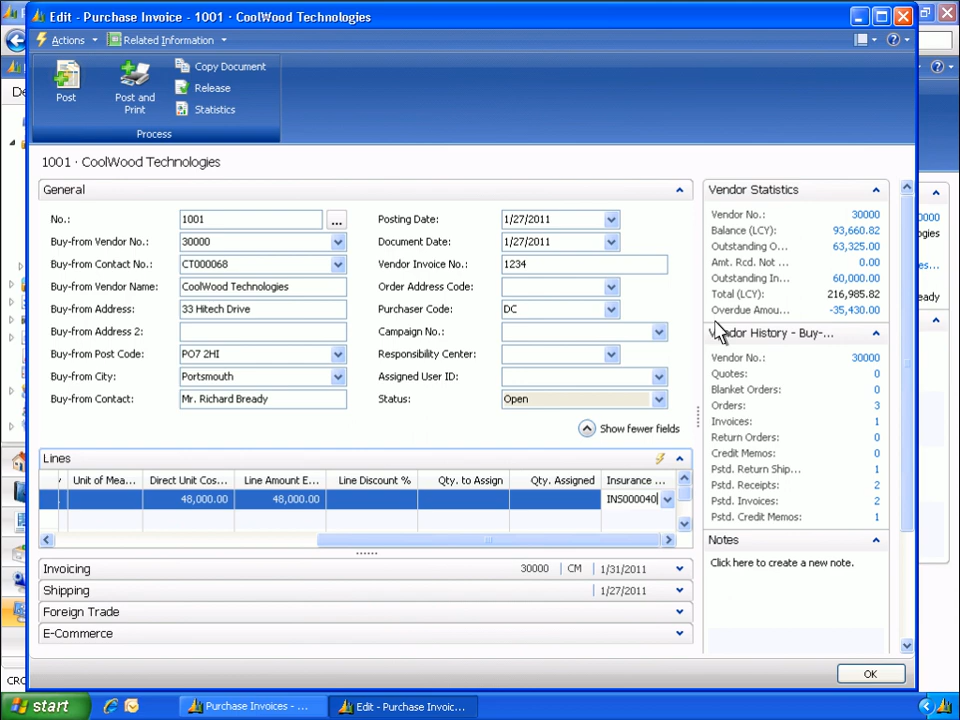 Edit - Purchase Invoice - 1001 · CoolWood Technologies
Actions
Related Information
Post
Post and Print
Copy Document
Release
Statistics
Process
1001 · CoolWood Technologies
General
No.: 1001
Buy-from Vendor No.: 30000
Buy-from Contact No.: CT000068
Buy-from Vendor Name: CoolWood Technologies
Buy-from Address: 33 Hitech Drive
Buy-from Address 2:
Buy-from Post Code: PO7 2HI
Buy-from City: Portsmouth
Buy-from Contact: Mr. Richard Bready
Posting Date: 1/27/2011
Document Date: 1/27/2011
Vendor Invoice No.: 1234
Order Address Code:
Purchaser Code: DC
Campaign No.:
Responsibility Center:
Assigned User ID:
Status: Open
Show fewer fields
Lines
Unit of Mea... Direct Unit Cos... Line Amount E... Line Discount % Qty. to Assign Qty. Assigned Insurance ...
48,000.00 48,000.00 INS000040
Invoicing 30000 CM 1/31/2011
Shipping 1/27/2011
Foreign Trade
E-Commerce
Vendor Statistics
Vendor No.: 30000
Balance (LCY): 93,660.82
Outstanding O... 63,325.00
Amt. Rcd. Not ... 0.00
Outstanding In... 60,000.00
Total (LCY): 216,985.82
Overdue Amou... -35,430.00
Vendor History - Buy-...
Vendor No.: 30000
Quotes: 0
Blanket Orders: 0
Orders: 3
Invoices: 1
Return Orders: 0
Credit Memos: 0
Pstd. Return Ship... 1
Pstd. Receipts: 2
Pstd. Invoices: 2
Pstd. Credit Memos: 1
Notes
Click here to create a new note.
OK
start
Purchase Invoices - ...
Edit - Purchase Invoic...